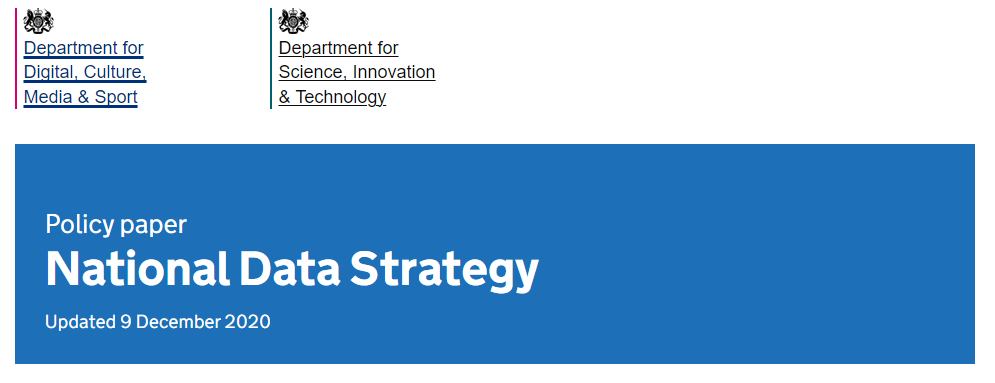 Department for
Digital, Culture,
Media & Sport
Department for
Science, Innovation
& Technology
Policy paper
National Data Strategy
Updated 9 December 2020